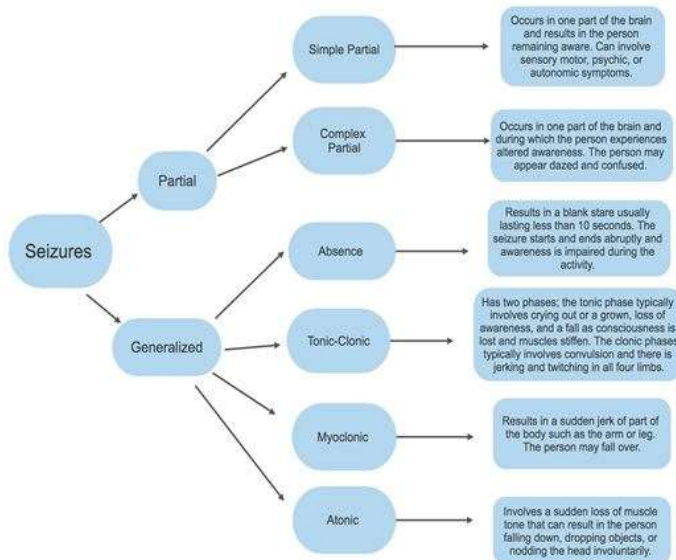 Seizures
Partial
Generalized
Simple Partial
Complex
Partial
Absence
Tonic-Clonic
Myoclonic
Atonic
Occurs in one part of the brain
and results in the person
remaining aware. Can involve
sensory motor, psychic, or
autonomic symptoms.
Occurs in one part of the brain and
during which the person experiences
altered awareness. The person may
appear dazed and confused.
Results in a blank stare usually
lasting less than 10 seconds. The
seizure starts and ends abruptly and
awareness is impaired during the
activity.
Has two phases; the tonic phase typically
involves crying out or a grown, loss of
awareness, and a fall as consciousness is
lost and muscles stiffen. The clonic phases
typically involves convulsion and there is
jerking and twitching in all four limbs.
Results in a sudden jerk of part of
the body such as the arm or leg.
The person may fall over.
Involves a sudden loss of muscle
tone that can result in the person
falling down, dropping objects, or
nodding the head involuntarily.